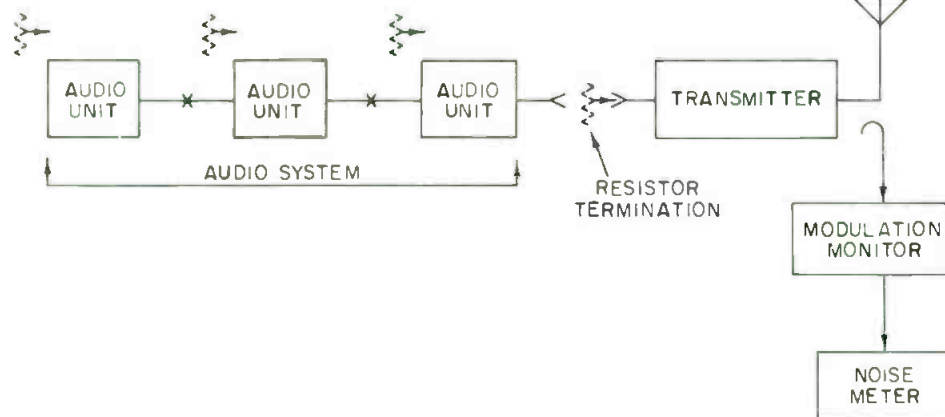 AUDIO
UNIT
AUDIO
UNIT
AUDIO
UNIT
TRANSMITTER
AUDIO SYSTEM
RESISTOR
TERMINATION
MODULATION
MONITOR
NOISE
METER